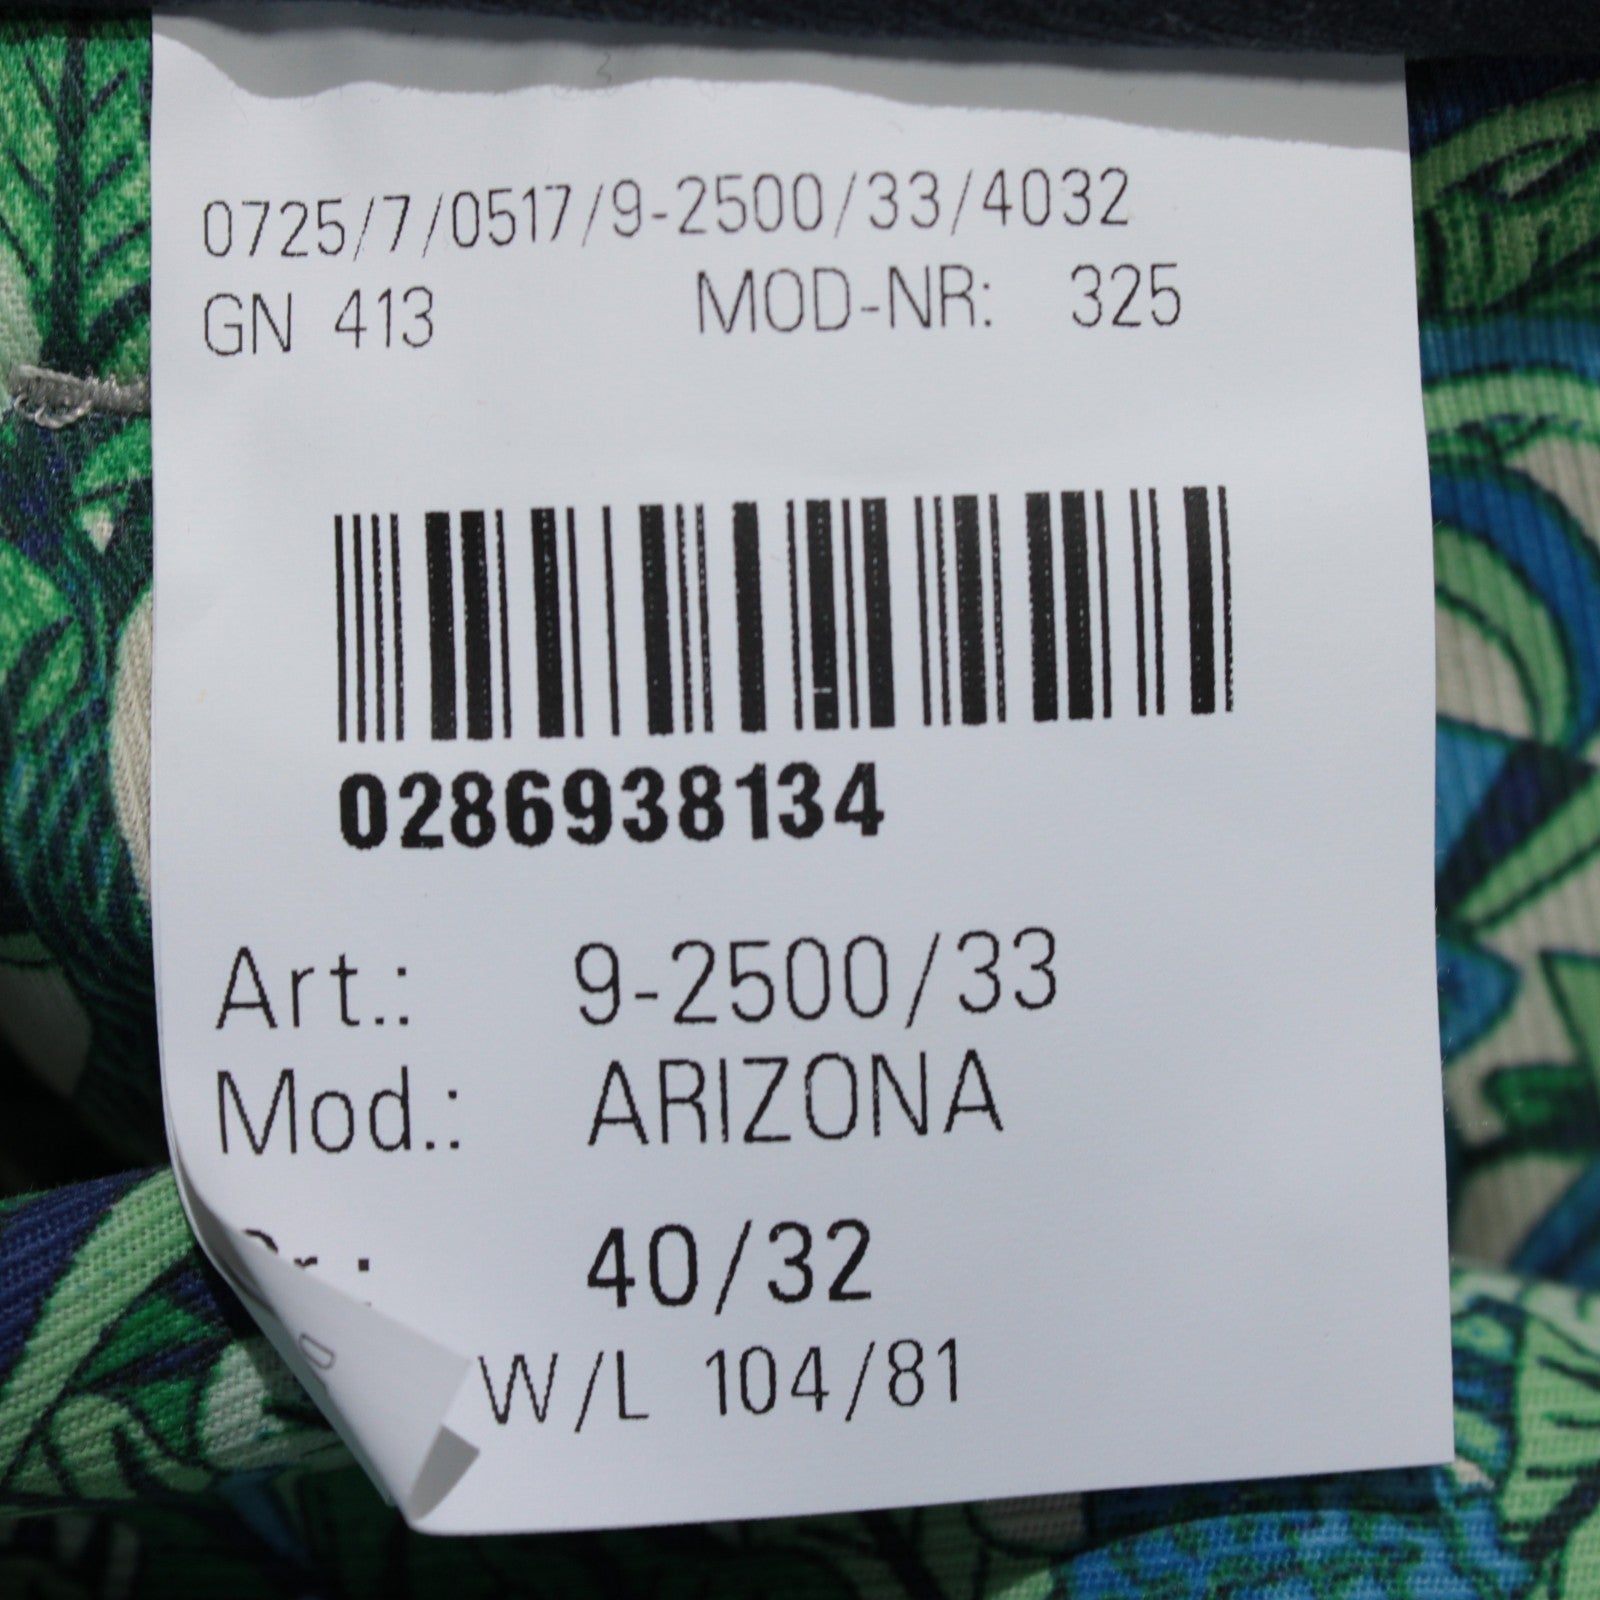 0725/7/0517/9-2500/33/4032
GN 413 MOD-NR: 325
0286938134
Art.: 9-2500/33
Mod.: ARIZONA
40/32
W/L 104/81